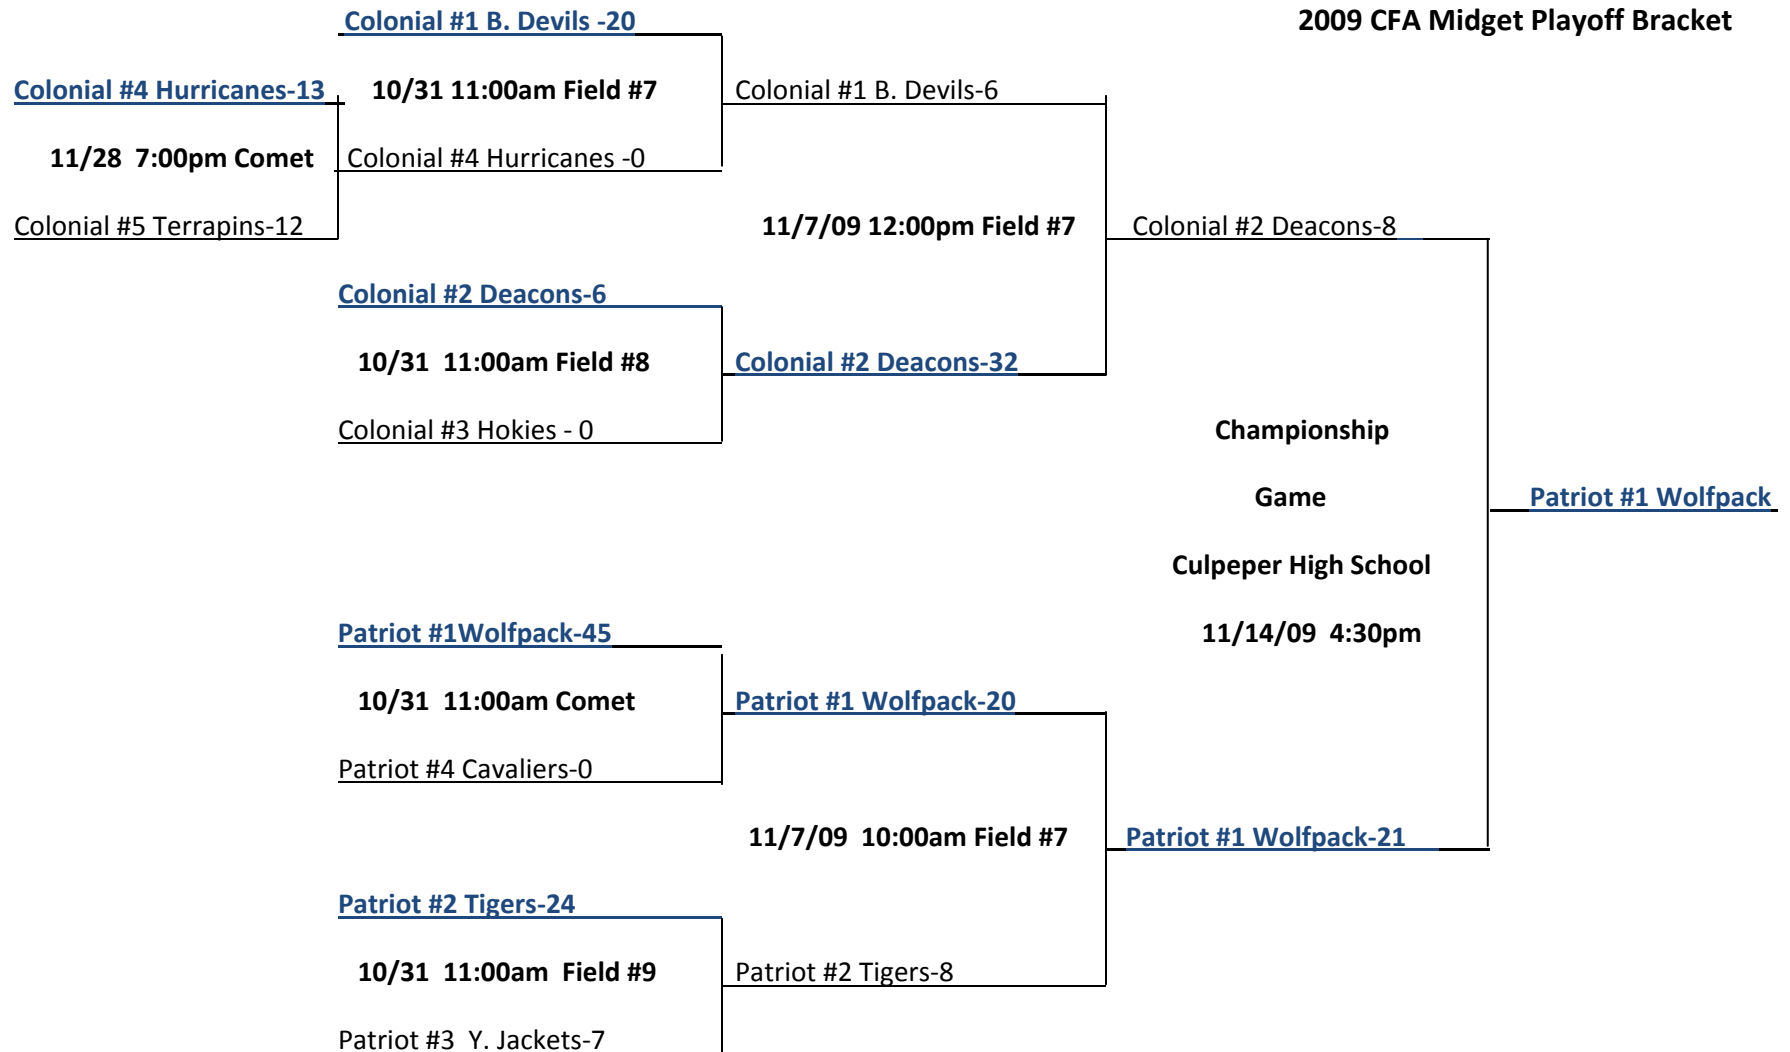 Colonial #1 B. Devils -20
2009 CFA Midget Playoff Bracket
Colonial #4 Hurricanes-13
10/31 11:00am Field #7
Colonial #1 B. Devils-6
11/28 7:00pm Comet
Colonial #4 Hurricanes -0
Colonial #5 Terrapins-12
11/7/09 12:00pm Field #7
Colonial #2 Deacons-8
Colonial #2 Deacons-6
10/31 11:00am Field #8
Colonial #2 Deacons-32
Colonial #3 Hokies - 0
Championship
Game
Patriot #1 Wolfpack
Culpeper High School
Patriot #1Wolfpack-45
11/14/09 4:30pm
10/31 11:00am Comet
Patriot #1 Wolfpack-20
Patriot #4 Cavaliers-0
11/7/09 10:00am Field #7
Patriot #1 Wolfpack-21
Patriot #2 Tigers-24
10/31 11:00am Field #9
Patriot #2 Tigers-8
Patriot #3 Y. Jackets-7